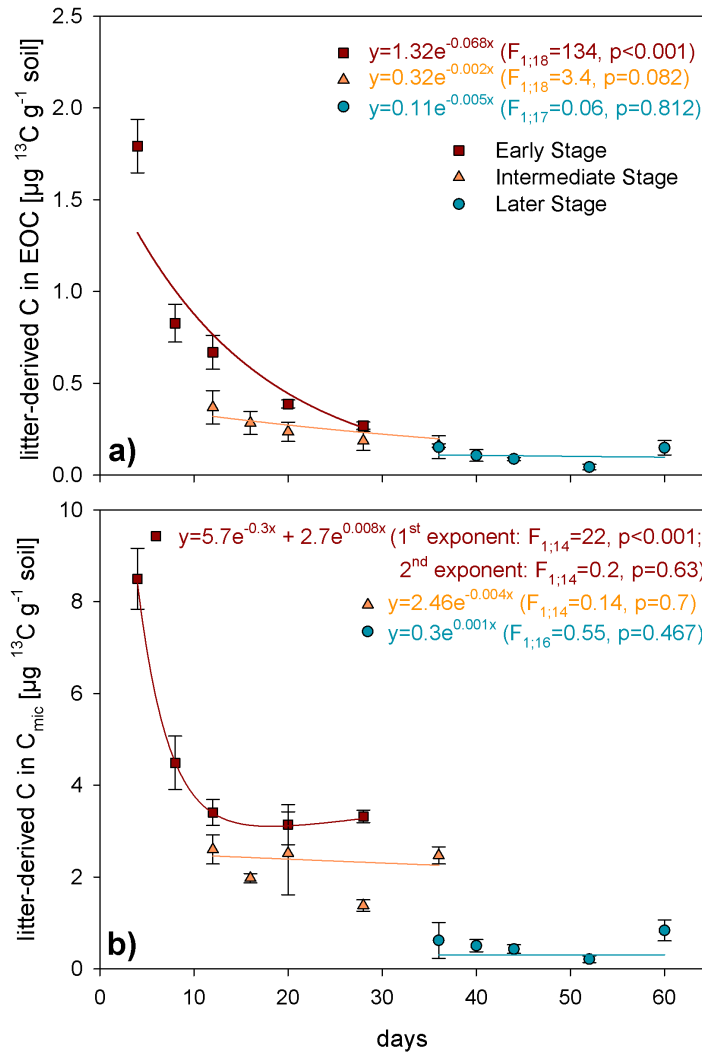 2.5
2.0
1.5
1.0
0.5
0.0
litter-derived C in EOC [µg ¹³C g⁻¹ soil]
y=1.32e^-0.068x (F1;18=134, p<0.001)
y=0.32e^-0.002x (F1;18=3.4, p=0.082)
y=0.11e^-0.005x (F1;17=0.06, p=0.812)
Early Stage
Intermediate Stage
Later Stage
a)
10
8
6
4
2
0
litter-derived C in Cmic [µg ¹³C g⁻¹ soil]
y=5.7e^-0.3x + 2.7e^0.008x (1st exponent: F1;14=22, p<0.001;
2nd exponent: F1;14=0.2, p=0.63)
y=2.46e^-0.004x (F1;14=0.14, p=0.7)
y=0.3e^0.001x (F1;16=0.55, p=0.467)
b)
0 10 20 30 40 50 60
days